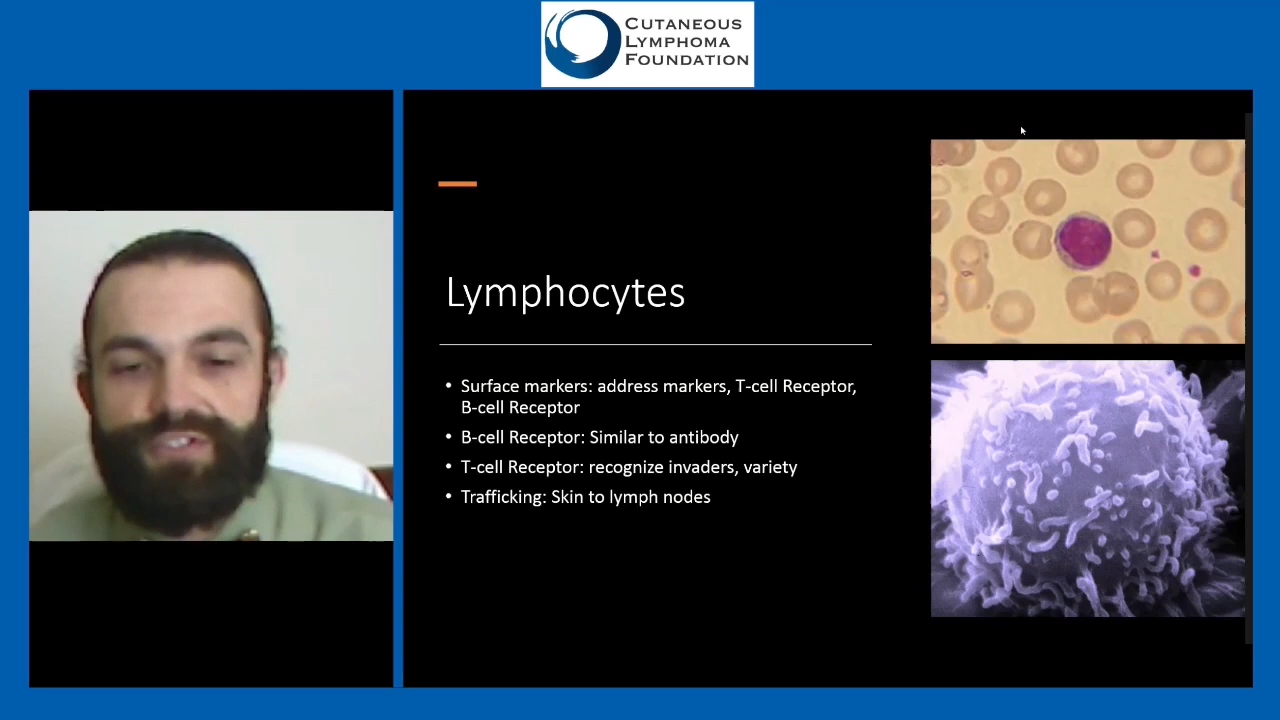 CUTANEOUS
LYMPHOMA
FOUNDATION
Lymphocytes
• Surface markers: address markers, T-cell Receptor,
B-cell Receptor
• B-cell Receptor: Similar to antibody
• T-cell Receptor: recognize invaders, variety
• Trafficking: Skin to lymph nodes